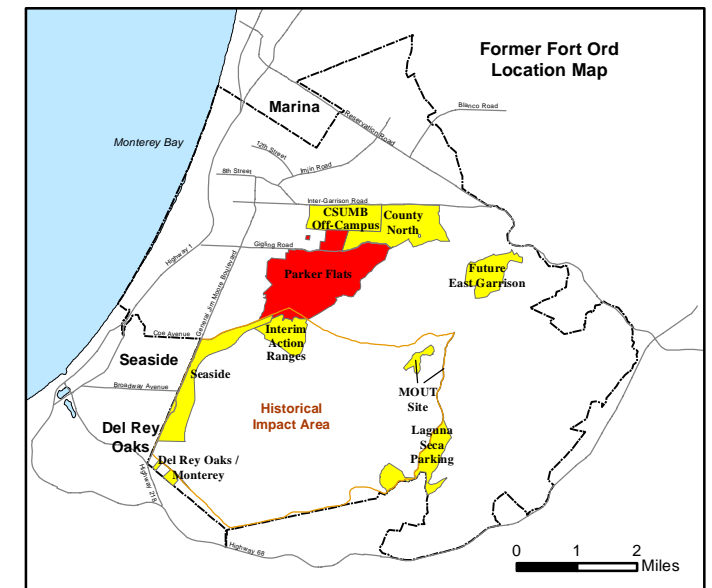 Former Fort Ord
Location Map
Marina
Blanco Road
Reservation Road
Monterey Bay
12th Street
Imjin Road
8th Street
Inter-Garrison Road
CSUMB
Off-Campus
County
North
Gigling Road
Highway 1
General Jim Moore Boulevard
Parker Flats
Future
East Garrison
Coe Avenue
Interim
Action
Ranges
Seaside
Seaside
Broadway Avenue
MOUT
Site
Historical
Impact Area
Del Rey
Oaks
Laguna
Seca
Parking
Del Rey Oaks /
Monterey
Highway 218
Highway 68
0 1 2
Miles